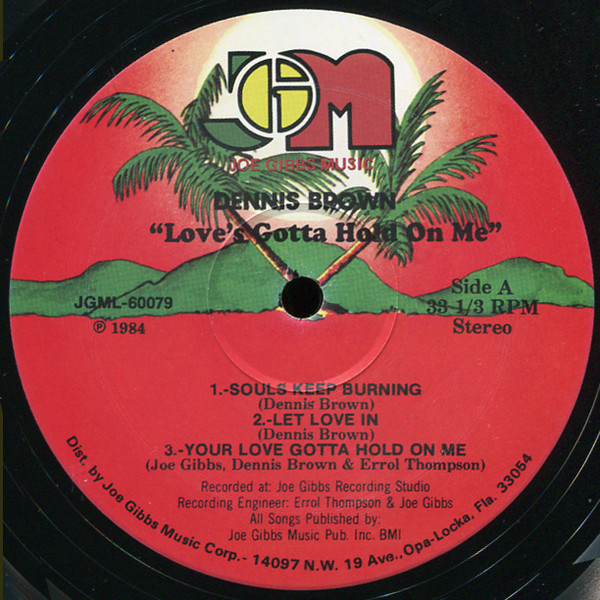 JGM
JOE GIBBS MUSIC
DENNIS BROWN
“Love's Gotta Hold On Me”
JGML-60079
℗ 1984
Side A
33 1/3 RPM
Stereo
1.-SOULS KEEP BURNING
(Dennis Brown)
2.-LET LOVE IN
(Dennis Brown)
3.-YOUR LOVE GOTTA HOLD ON ME
(Joe Gibbs, Dennis Brown & Errol Thompson)
Recorded at: Joe Gibbs Recording Studio
Recording Engineer: Errol Thompson & Joe Gibbs
All Songs Published by:
Joe Gibbs Music Pub. Inc. BMI
Dist. by Joe Gibbs Music Corp.- 14097 N.W. 19 Ave., Opa-Locka, Fla. 33054